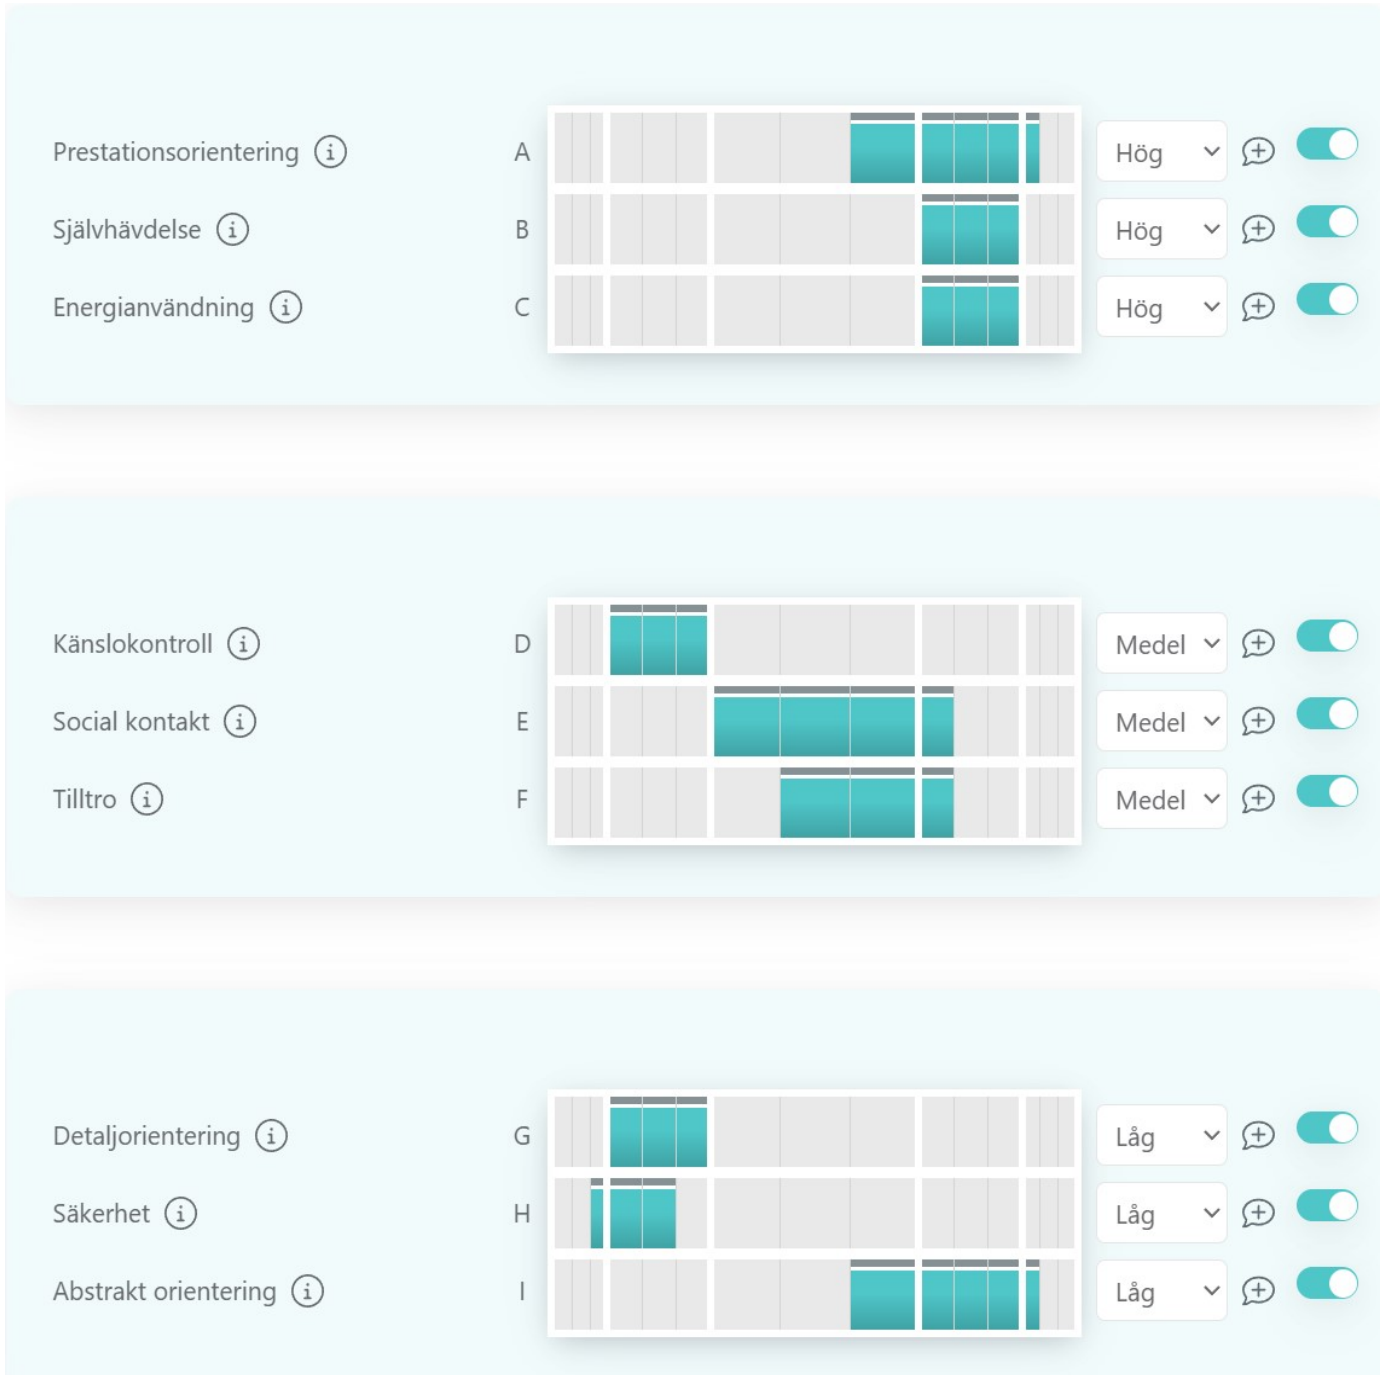 Prestationsorientering i A Hög
Självhävdelse i B Hög
Energianvändning i C Hög
Känslokontroll i D Medel
Social kontakt i E Medel
Tilltro i F Medel
Detaljorientering i G Låg
Säkerhet i H Låg
Abstrakt orientering i I Låg